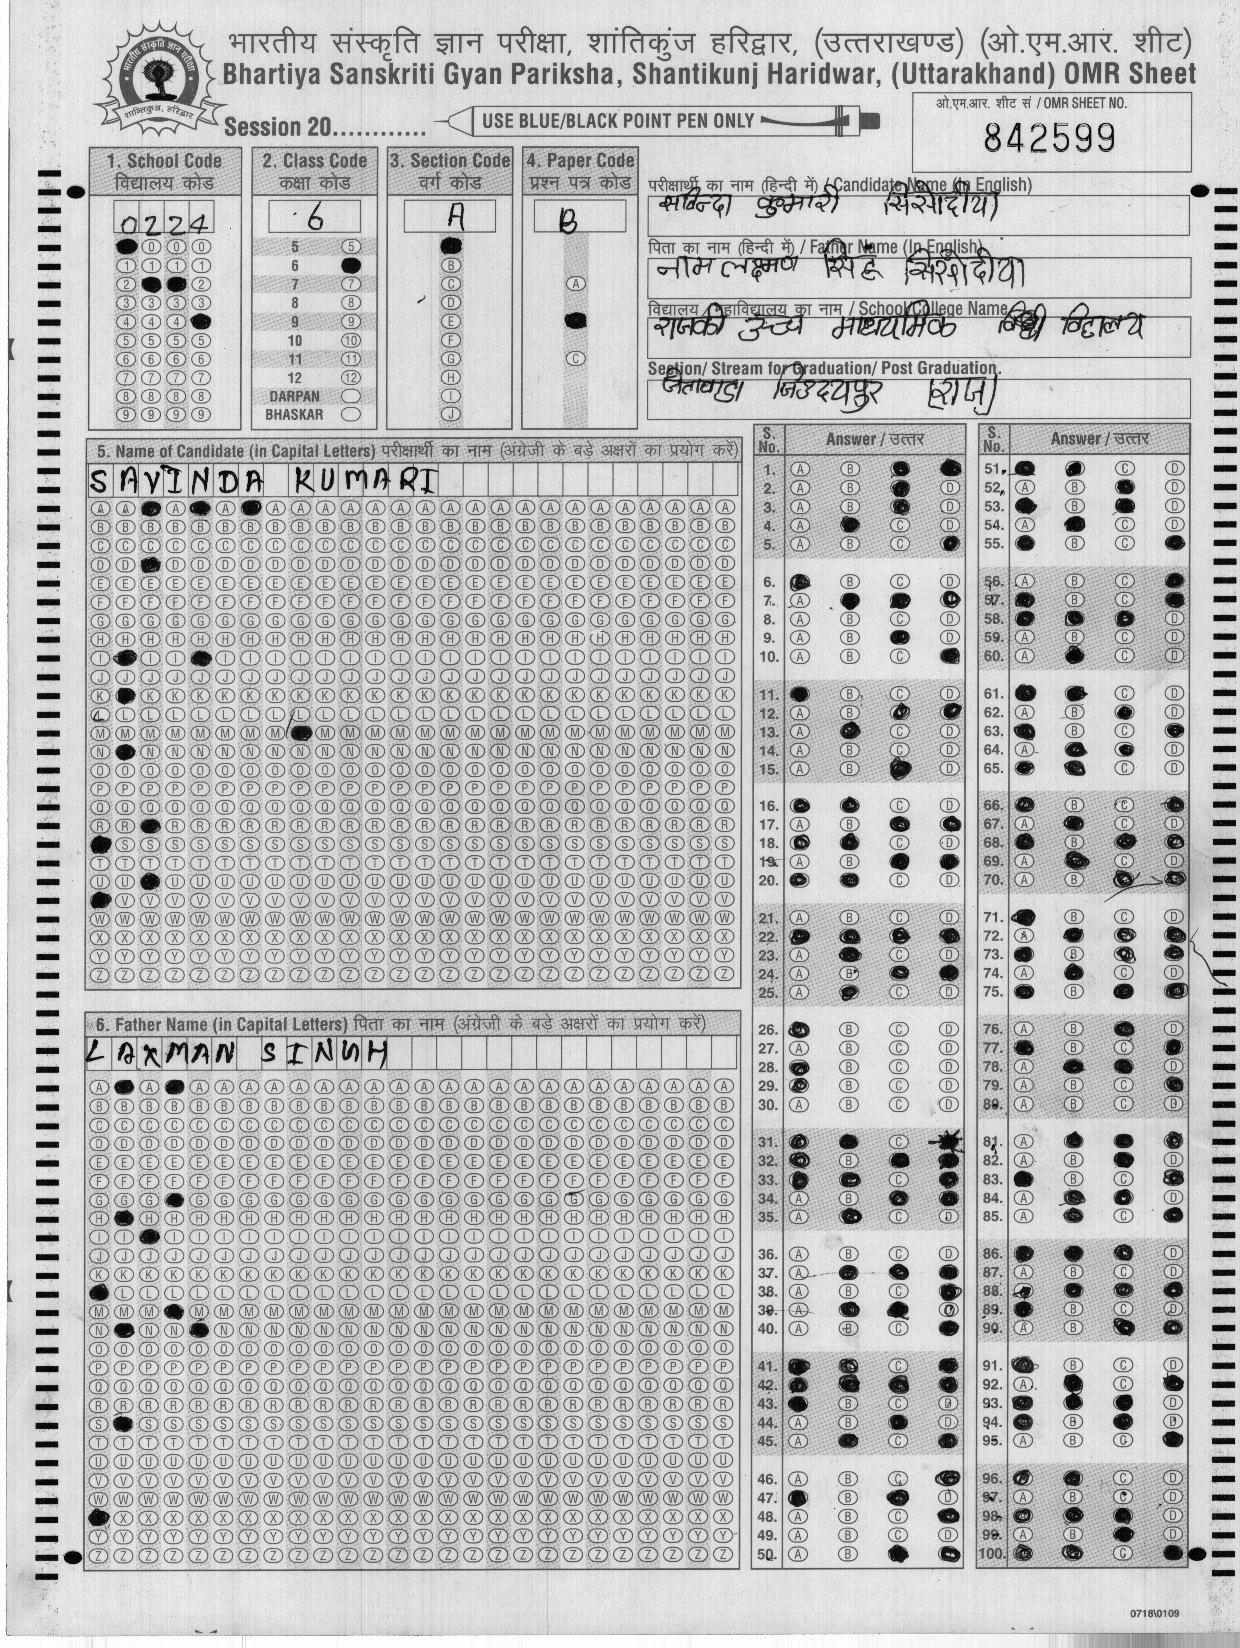 भारतीय संस्कृति ज्ञान परीक्षा, शांतिकुंज हरिद्वार, (उत्तराखण्ड) (ओ.एम.आर. शीट)
Bhartiya Sanskriti Gyan Pariksha, Shantikunj Haridwar, (Uttarakhand) OMR Sheet
Session 20............
USE BLUE/BLACK POINT PEN ONLY
ओ.एम.आर. शीट सं / OMR SHEET NO.
842599
1. School Code
विद्यालय कोड
0224
2. Class Code
कक्षा कोड
6
3. Section Code
वर्ग कोड
A
4. Paper Code
प्रश्न पत्र कोड
B
5
6
7
8
9
10
11
12
DARPAN
BHASKAR
परीक्षार्थी का नाम (हिन्दी में) / Candidate Name (In English)
सविन्दा कुमारी सिसोदीया
पिता का नाम (हिन्दी में) / Father Name (In English)
नाम लक्ष्मण सिंह सिसोदीया
विद्यालय / महाविद्यालय का नाम / School/College Name
राजकी उच्च माध्यमिक विद्यालय
Section/ Stream for Graduation/ Post Graduation.
उदयपुर (राज)
5. Name of Candidate (in Capital Letters) परीक्षार्थी का नाम (अंग्रेजी के बड़े अक्षरों का प्रयोग करें)
SAVINDA KUMARI
6. Father Name (in Capital Letters) पिता का नाम (अंग्रेजी के बड़े अक्षरों का प्रयोग करें)
LAXMAN SINGH
S. No. Answer / उत्तर
S. No. Answer / उत्तर
0718\0109